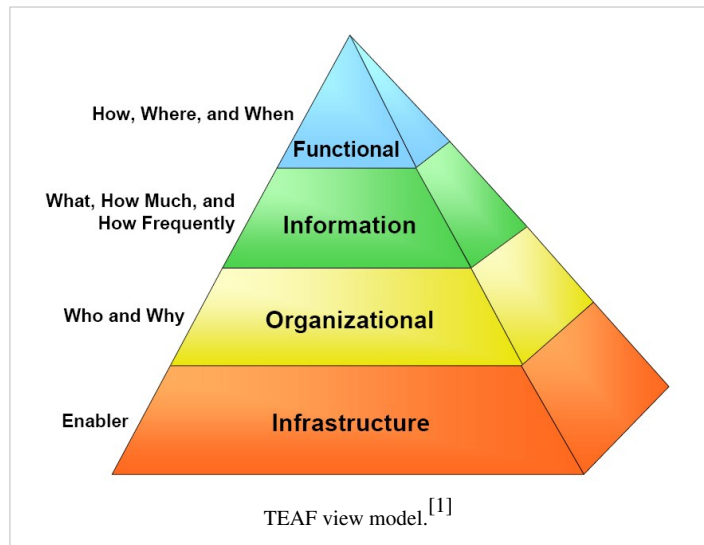 How, Where, and When
Functional
What, How Much, and
How Frequently
Information
Who and Why
Organizational
Enabler
Infrastructure
TEAF view model.[1]